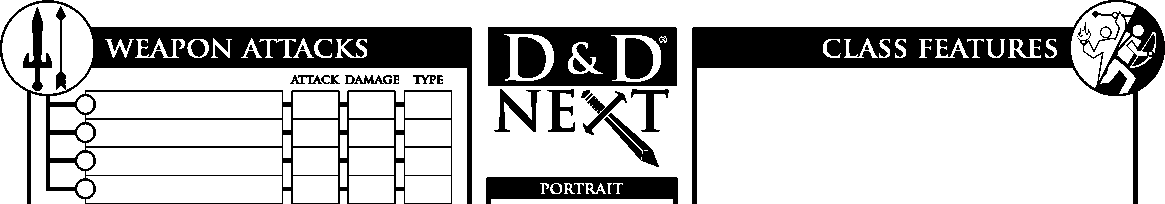 WEAPON ATTACKS
ATTACK DAMAGE TYPE
D & D®
NEXT
PORTRAIT
CLASS FEATURES